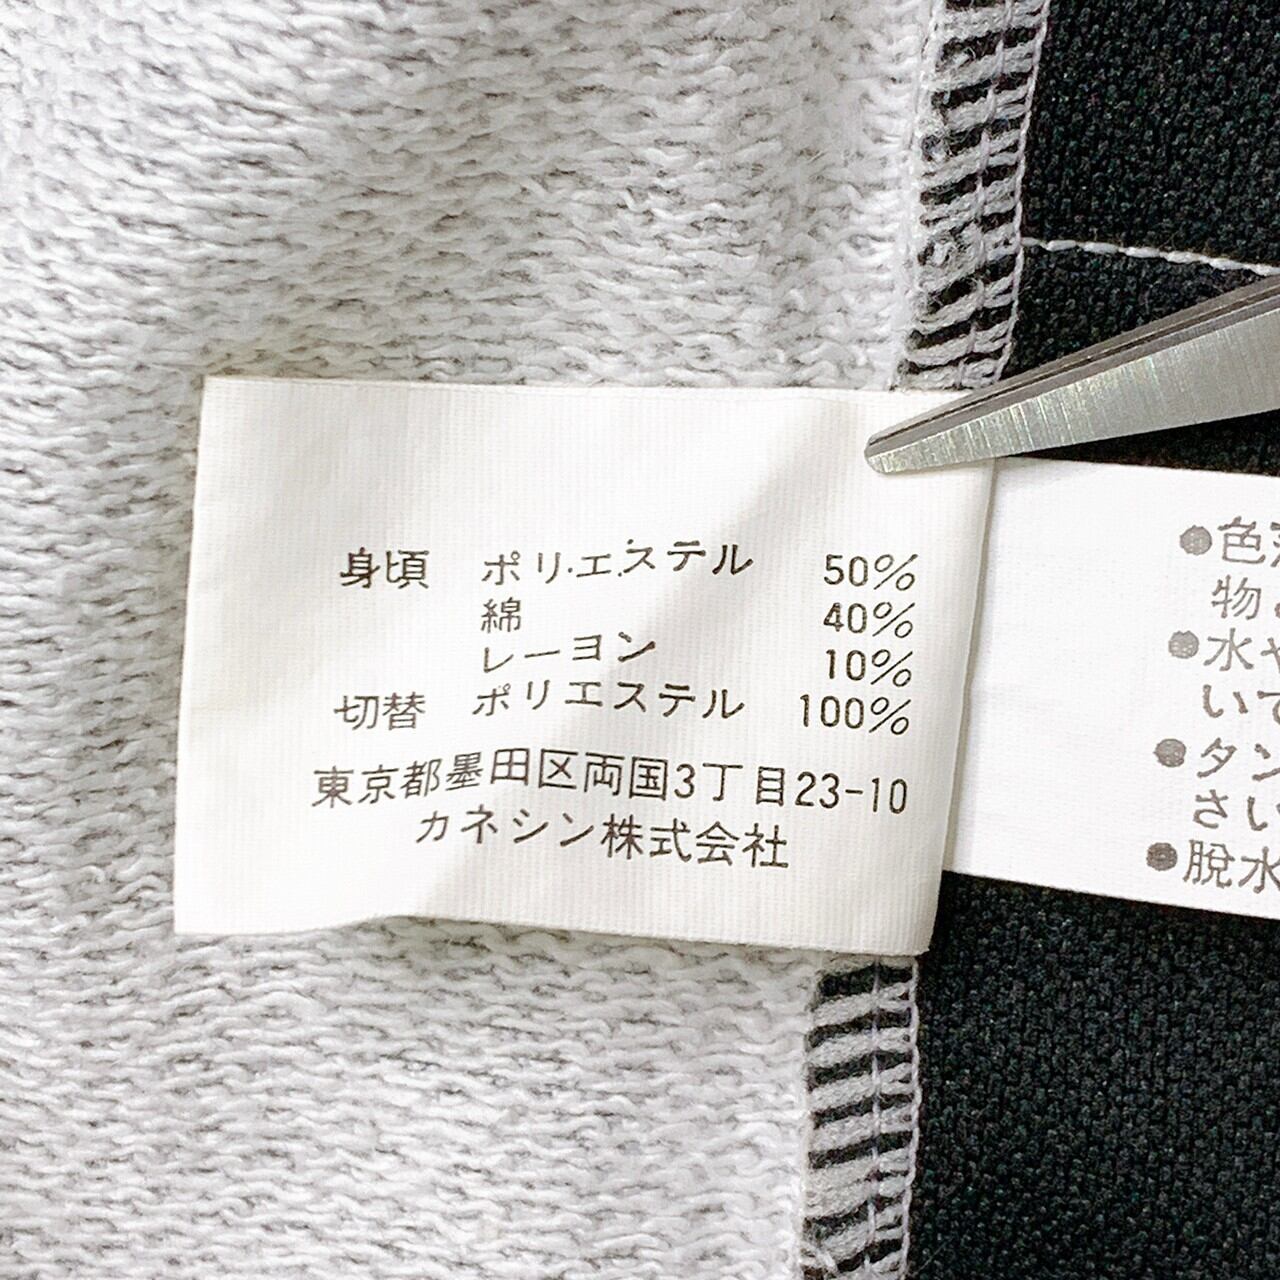 身頃 ポリエステル 50%
綿 40%
レーヨン 10%
切替 ポリエステル 100%
東京都墨田区両国3丁目23-10
カネシン株式会社
●色落
物と
●水や
いて
●タン
さい
●脱水